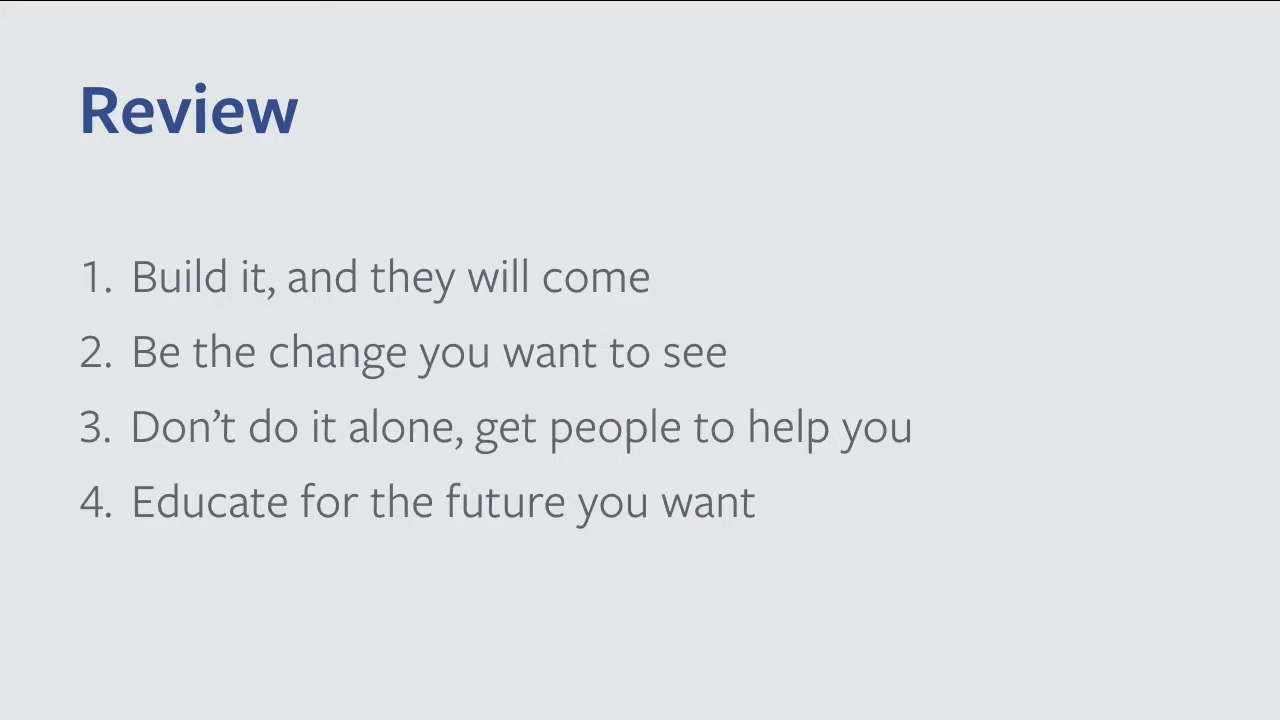 Review
1. Build it, and they will come
2. Be the change you want to see
3. Don’t do it alone, get people to help you
4. Educate for the future you want